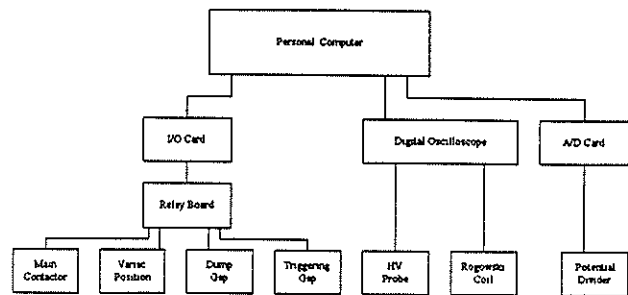 Personal Computer
I/O Card
Digital Oscilloscope
A/D Card
Relay Board
Main
Contactor
Variac
Position
Dump
Gap
Triggering
Gap
HV
Probe
Rogowski
Coil
Potential
Divider